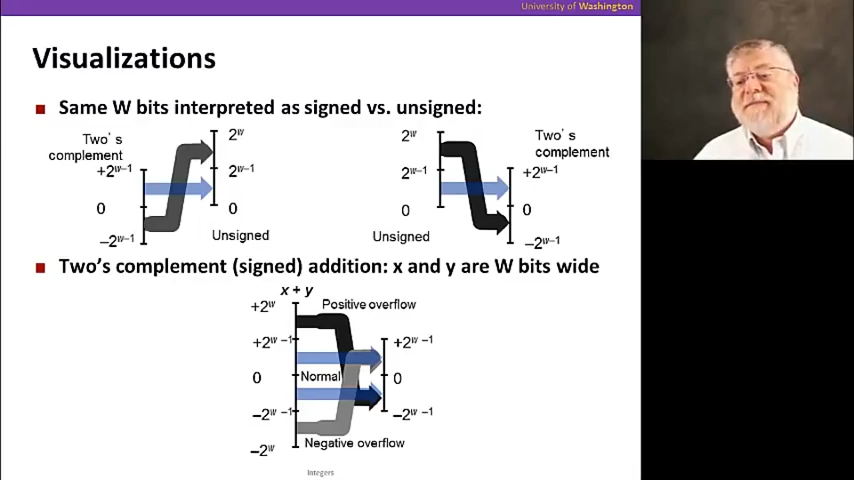 University of Washington
Visualizations
Same W bits interpreted as signed vs. unsigned:
Two's
complement
+2^w–1
0
–2^w–1
2^w
2^w–1
0
Unsigned
2^w
2^w–1
0
Unsigned
Two's
complement
+2^w–1
0
–2^w–1
Two's complement (signed) addition: x and y are W bits wide
x + y
+2^w
+2^w –1
0
–2^w –1
–2^w
Positive overflow
Normal
Negative overflow
+2^w –1
0
–2^w –1
Integers